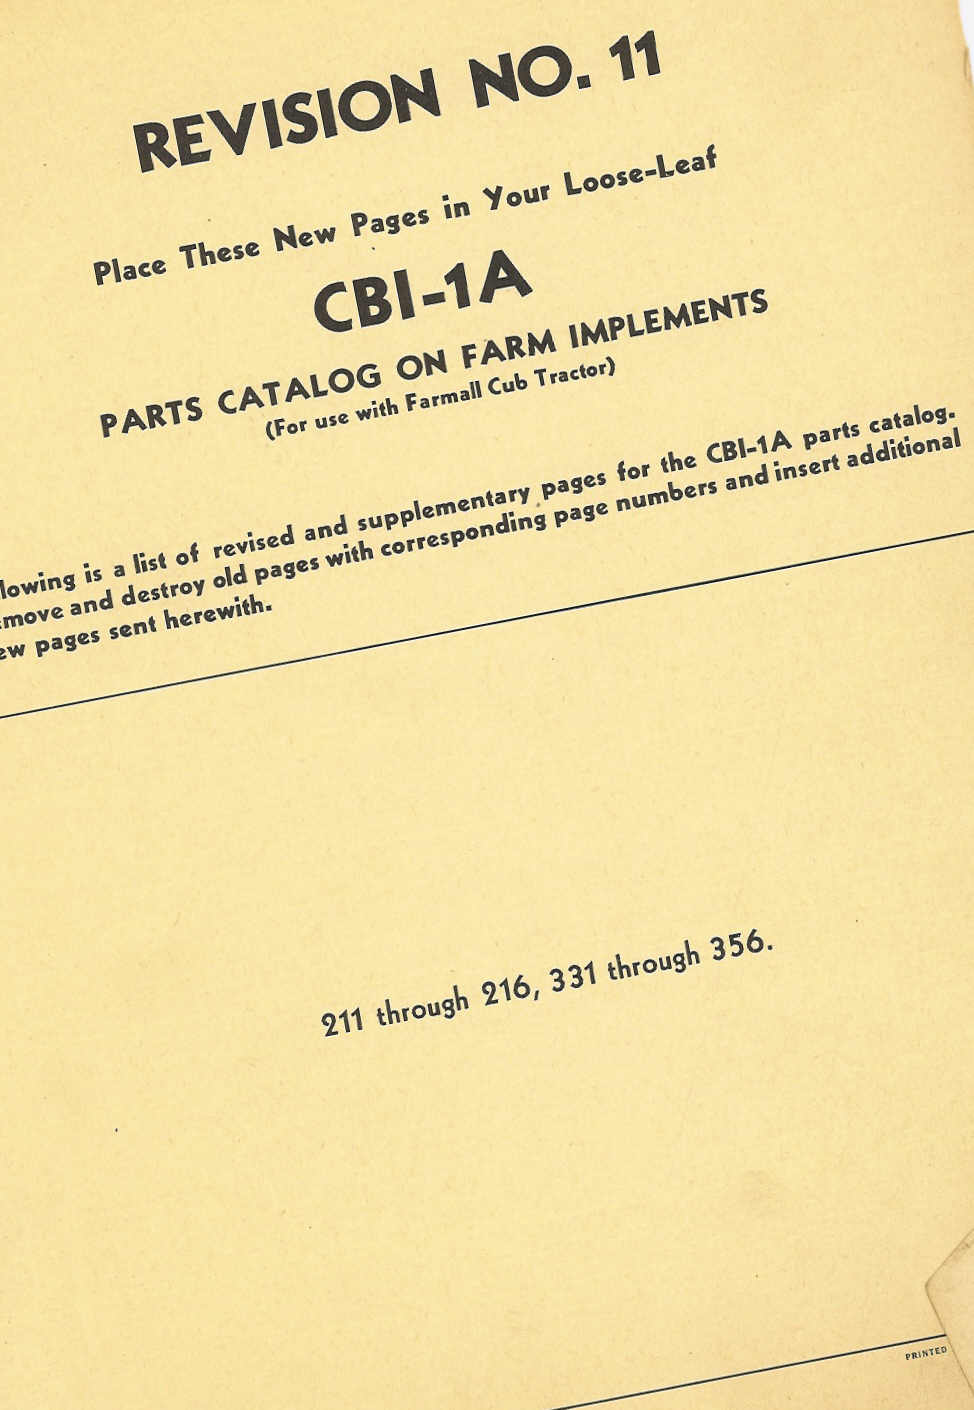 REVISION NO. 11
Place These New Pages in Your Loose-Leaf
CBI-1A
PARTS CATALOG ON FARM IMPLEMENTS
(For use with Farmall Cub Tractor)
lowing is a list of revised and supplementary pages for the CBI-1A parts catalog.
move and destroy old pages with corresponding page numbers and insert additional
ew pages sent herewith.
211 through 216, 331 through 356.
PRINTED